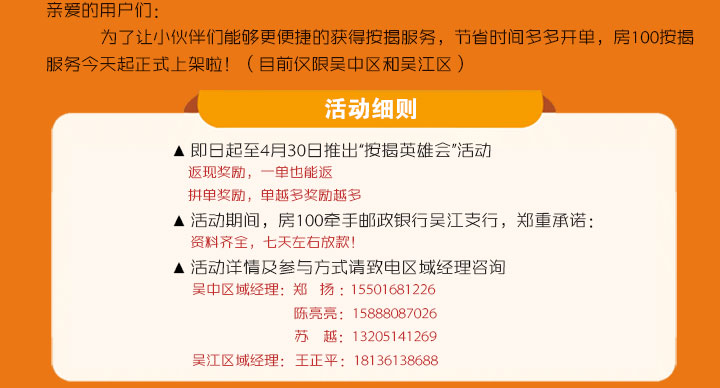 亲爱的用户们：
为了让小伙伴们能够更便捷的获得按揭服务，节省时间多多开单，房100按揭
服务今天起正式上架啦！（目前仅限吴中区和吴江区）
活动细则
▲即日起至4月30日推出“按揭英雄会”活动
返现奖励，一单也能返
拼单奖励，单越多奖励越多
▲活动期间，房100牵手邮政银行吴江支行，郑重承诺：
资料齐全，七天左右放款！
▲活动详情及参与方式请致电区域经理咨询
吴中区域经理：郑 扬：15501681226
陈亮亮：15888087026
苏 越：13205141269
吴江区域经理：王正平：18136138688